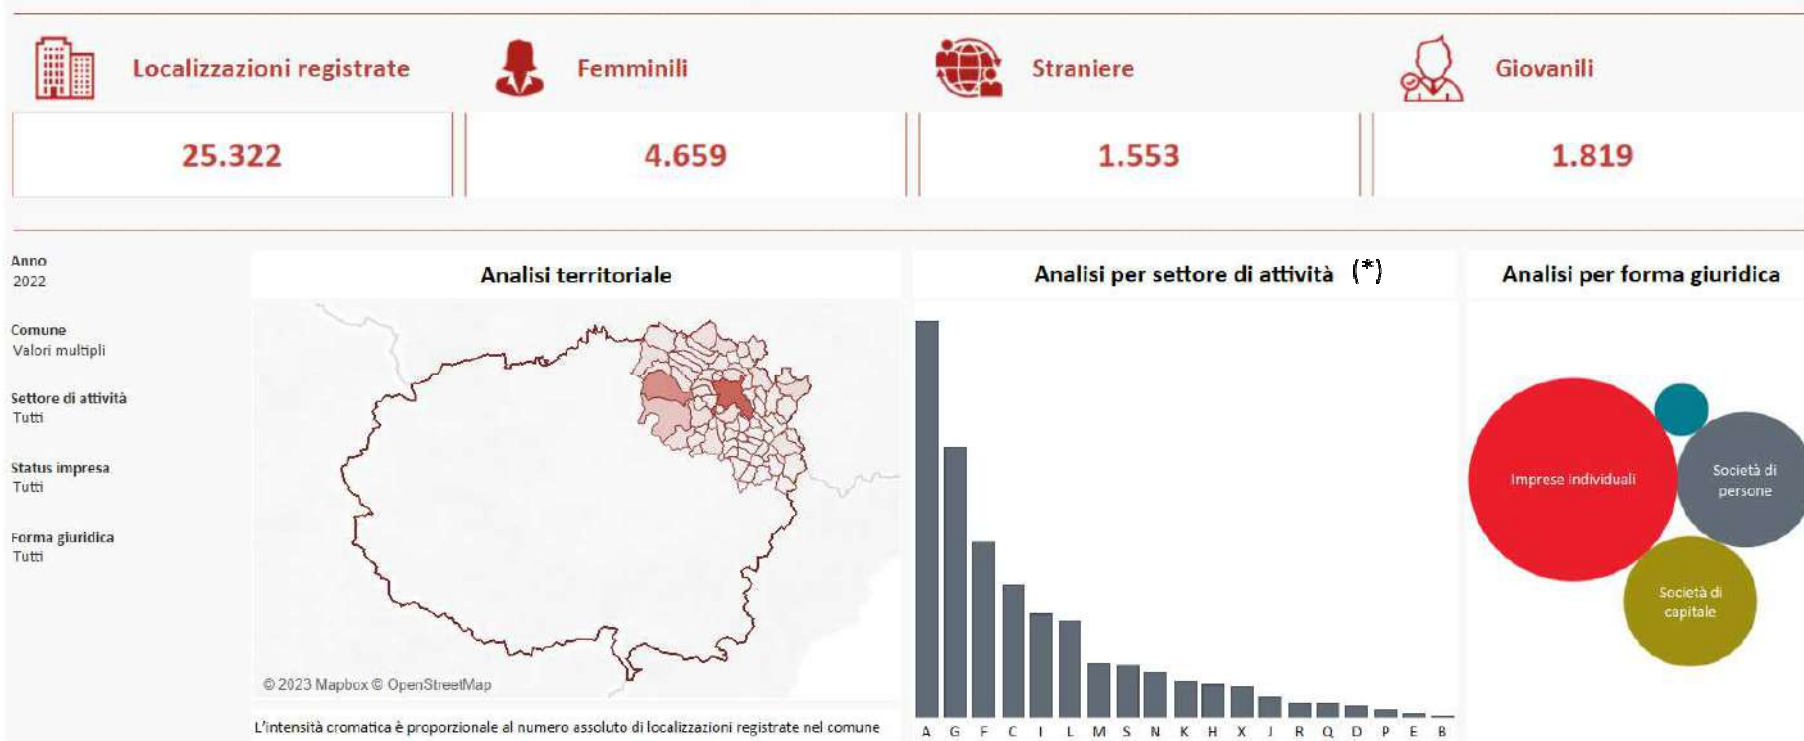 Localizzazioni registrate
Femminili
Straniere
Giovanili
25.322
4.659
1.553
1.819
Anno
2022
Comune
Valori multipli
Settore di attività
Tutti
Status impresa
Tutti
Forma giuridica
Tutti
Analisi territoriale
© 2023 Mapbox © OpenStreetMap
L'intensità cromatica è proporzionale al numero assoluto di localizzazioni registrate nel comune
Analisi per settore di attività (*)
A G F C I L M S N K H X J R Q D P E B
Analisi per forma giuridica
Imprese individuali
Società di
persone
Società di
capitale